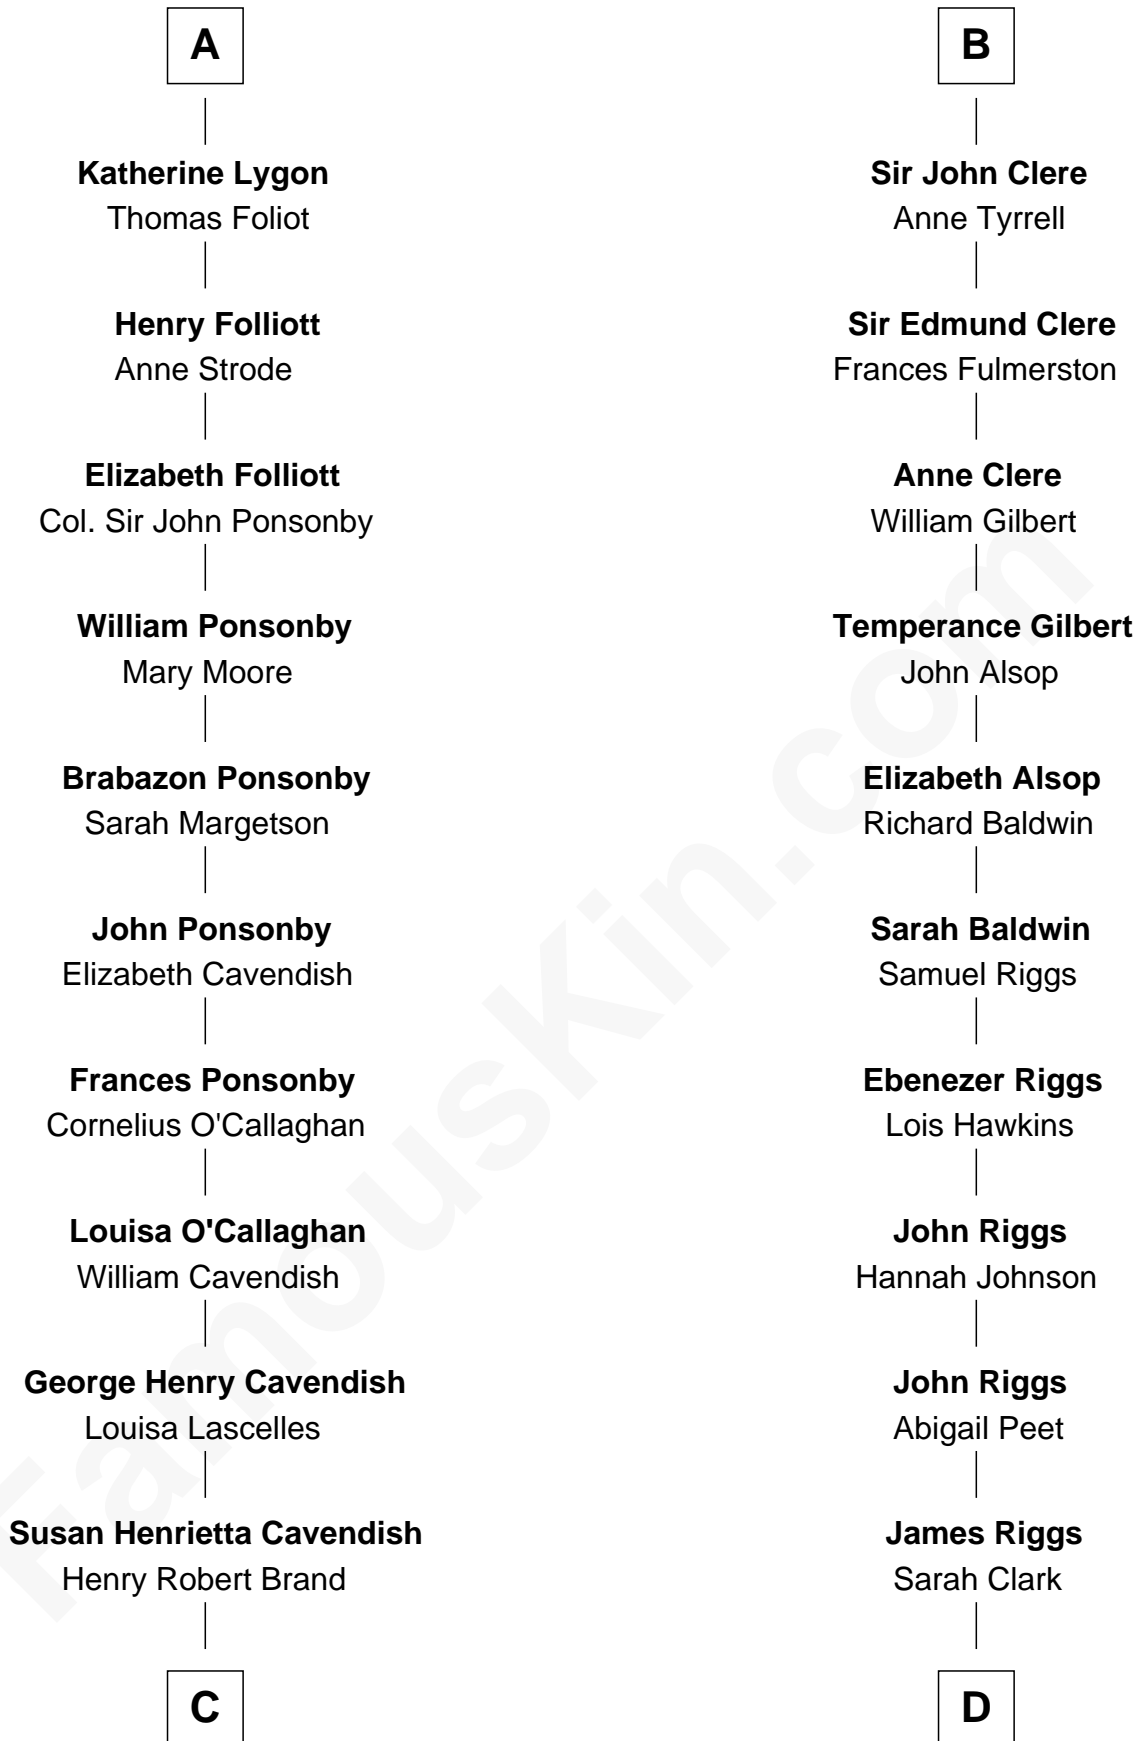 A
Katherine Lygon
Thomas Foliot
Henry Folliott
Anne Strode
Elizabeth Folliott
Col. Sir John Ponsonby
William Ponsonby
Mary Moore
Brabazon Ponsonby
Sarah Margetson
John Ponsonby
Elizabeth Cavendish
Frances Ponsonby
Cornelius O'Callaghan
Louisa O'Callaghan
William Cavendish
George Henry Cavendish
Louisa Lascelles
Susan Henrietta Cavendish
Henry Robert Brand
C
B
Sir John Clere
Anne Tyrrell
Sir Edmund Clere
Frances Fulmerston
Anne Clere
William Gilbert
Temperance Gilbert
John Alsop
Elizabeth Alsop
Richard Baldwin
Sarah Baldwin
Samuel Riggs
Ebenezer Riggs
Lois Hawkins
John Riggs
Hannah Johnson
John Riggs
Abigail Peet
James Riggs
Sarah Clark
D
FamousKin.com